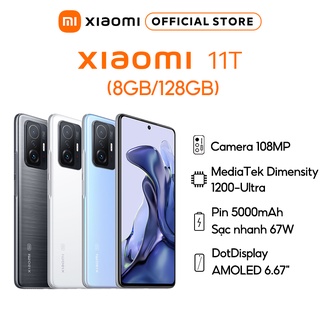 xiaomi OFFICIAL STORE
XIAOMI 11T
(8GB/128GB)
Camera 108MP
MediaTek Dimensity
1200-Ultra
Pin 5000mAh
Sạc nhanh 67W
DotDisplay
AMOLED 6.67"